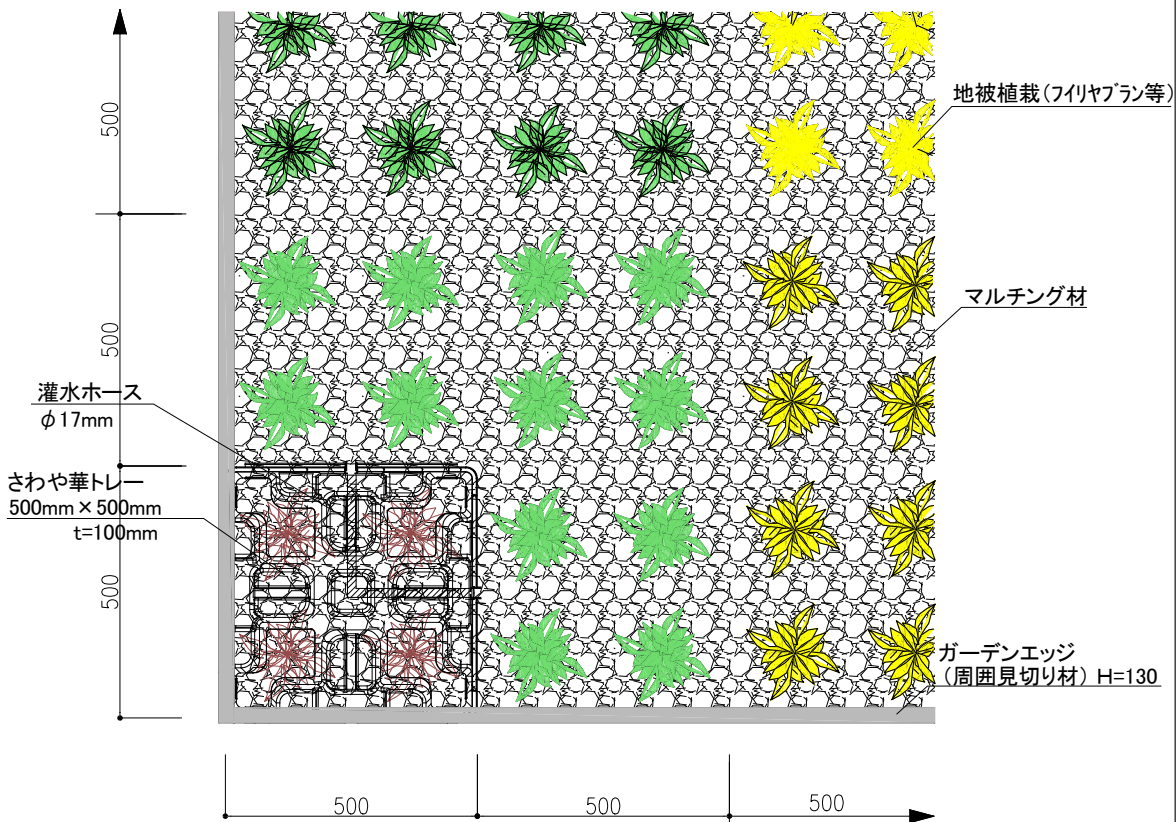 500
地被植栽(フイリヤブラン等)
500
マルチング材
灌水ホース
φ17mm
さわや華トレー
500mm×500mm
t=100mm
500
ガーデンエッジ
(周囲見切り材) H=130
500
500
500